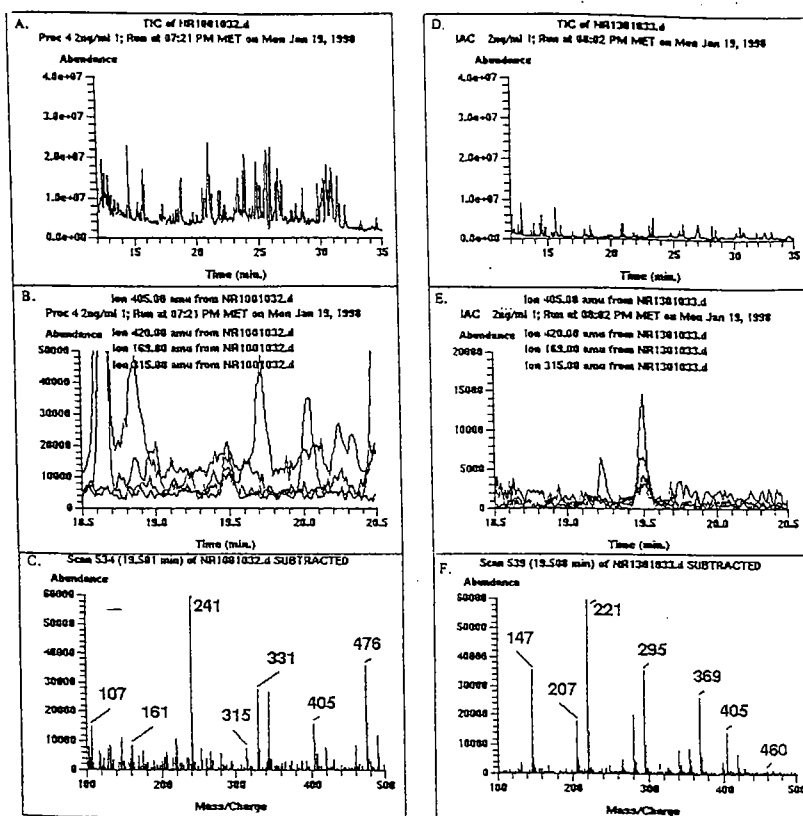 A.
TIC of NR1001032.d
Proc 4 2ng/ml 1; Run at 07:21 PM MET on Mon Jan 19, 1998
Abundance
4.0e+07
3.0e+07
2.0e+07
1.0e+07
0.0e+00
15 20 25 30 35
Time (min.)
B.
Ion 405.00 amu from NR1001032.d
Proc 4 2ng/ml 1; Run at 07:21 PM MET on Mon Jan 19, 1998
Abundance
Ion 420.00 amu from NR1001032.d
Ion 169.00 amu from NR1001032.d
Ion 315.00 amu from NR1001032.d
50000
40000
30000
20000
10000
0
18.5 19.0 19.5 20.0 20.5
Time (min.)
C.
Scan 534 (19.501 min) of NR1001032.d SUBTRACTED
Abundance
60000
50000
40000
30000
20000
10000
0
107 161 241 315 331 405 476
100 200 300 400 500
Mass/Charge
D.
TIC of NR1301033.d
IAC 2ng/ml 1; Run at 08:02 PM MET on Mon Jan 19, 1998
Abundance
4.0e+07
3.0e+07
2.0e+07
1.0e+07
0.0e+00
15 20 25 30 35
Time (min.)
E.
Ion 405.00 amu from NR1301033.d
IAC 2ng/ml 1; Run at 08:02 PM MET on Mon Jan 19, 1998
Abundance
Ion 420.00 amu from NR1301033.d
Ion 169.00 amu from NR1301033.d
Ion 315.00 amu from NR1301033.d
20000
15000
10000
5000
0
18.5 19.0 19.5 20.0 20.5
Time (min.)
F.
Scan 539 (19.508 min) of NR1301033.d SUBTRACTED
Abundance
60000
50000
40000
30000
20000
10000
0
147 207 221 295 369 405 460
100 200 300 400 500
Mass/Charge